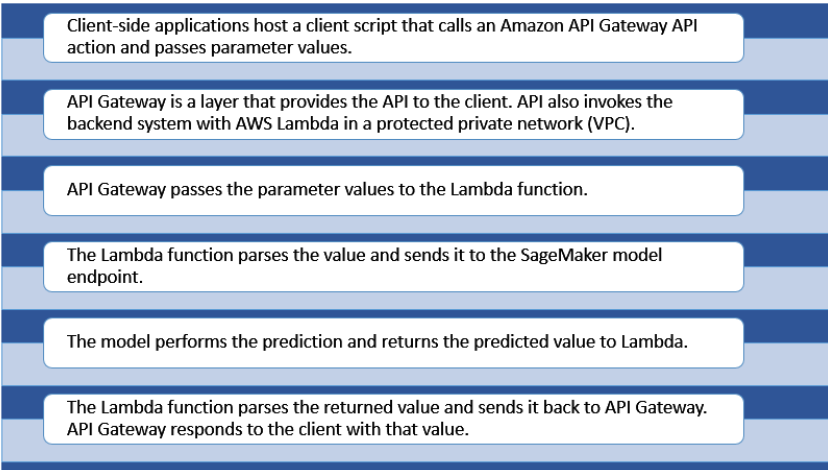 Client-side applications host a client script that calls an Amazon API Gateway API
action and passes parameter values.
API Gateway is a layer that provides the API to the client. API also invokes the
backend system with AWS Lambda in a protected private network (VPC).
API Gateway passes the parameter values to the Lambda function.
The Lambda function parses the value and sends it to the SageMaker model
endpoint.
The model performs the prediction and returns the predicted value to Lambda.
The Lambda function parses the returned value and sends it back to API Gateway.
API Gateway responds to the client with that value.